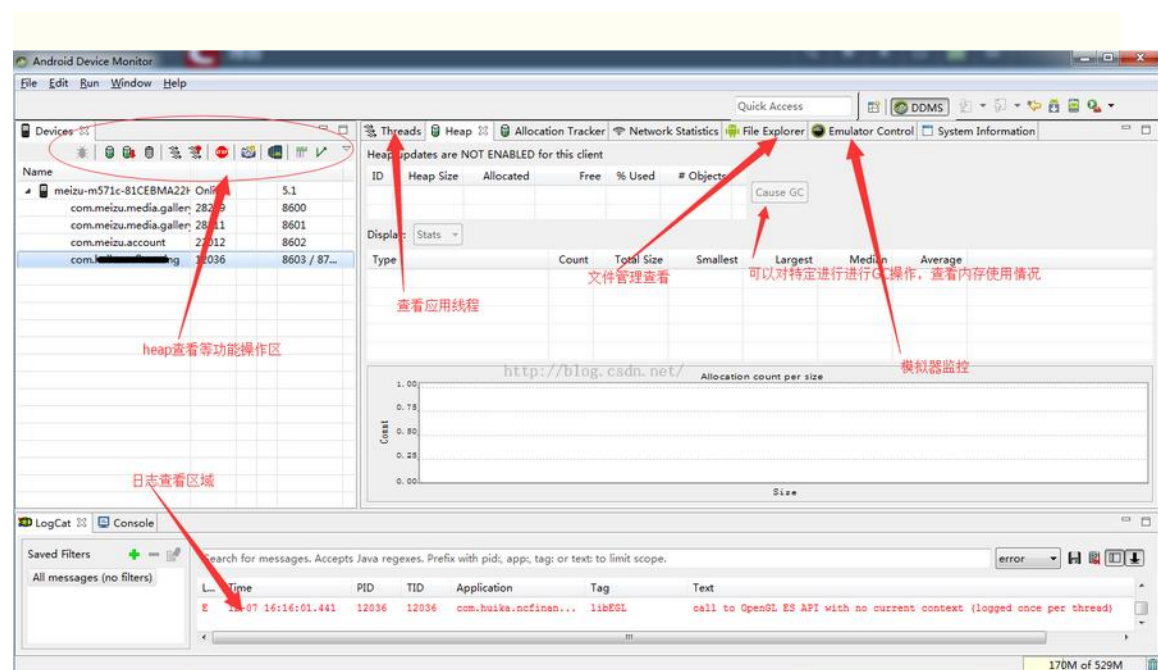 Android Device Monitor
File Edit Run Window Help
Quick Access
DDMS
Devices
Threads Heap Allocation Tracker Network Statistics File Explorer Emulator Control System Information
Heap updates are NOT ENABLED for this client
Name
ID Heap Size Allocated Free % Used # Objects
meizu-m571c-81CEBMA22H 5.1
Cause GC
com.meizu.media.gallery 8600
com.meizu.media.gallery 8601
com.meizu.account 8602
12036 8603 / 87...
Display: Stats
Type Count Total Size Smallest Largest Median Average
文件管理查看
可以对特定进行进行GC操作，查看内存使用情况
查看应用线程
heap查看等功能操作区
模拟器监控
http://blog.csdn.net/
Allocation count per size
1.00
0.75
0.50
0.25
0.00
Count
Size
日志查看区域
LogCat Console
Saved Filters
Search for messages. Accepts Java regexes. Prefix with pid:, app:, tag: or text: to limit scope.
error
All messages (no filters)
L... Time PID TID Application Tag Text
E 16:16:01.441 12036 12036 com.huika.ncfinan... libEGL call to OpenGL ES API with no current context (logged once per thread)
170M of 529M